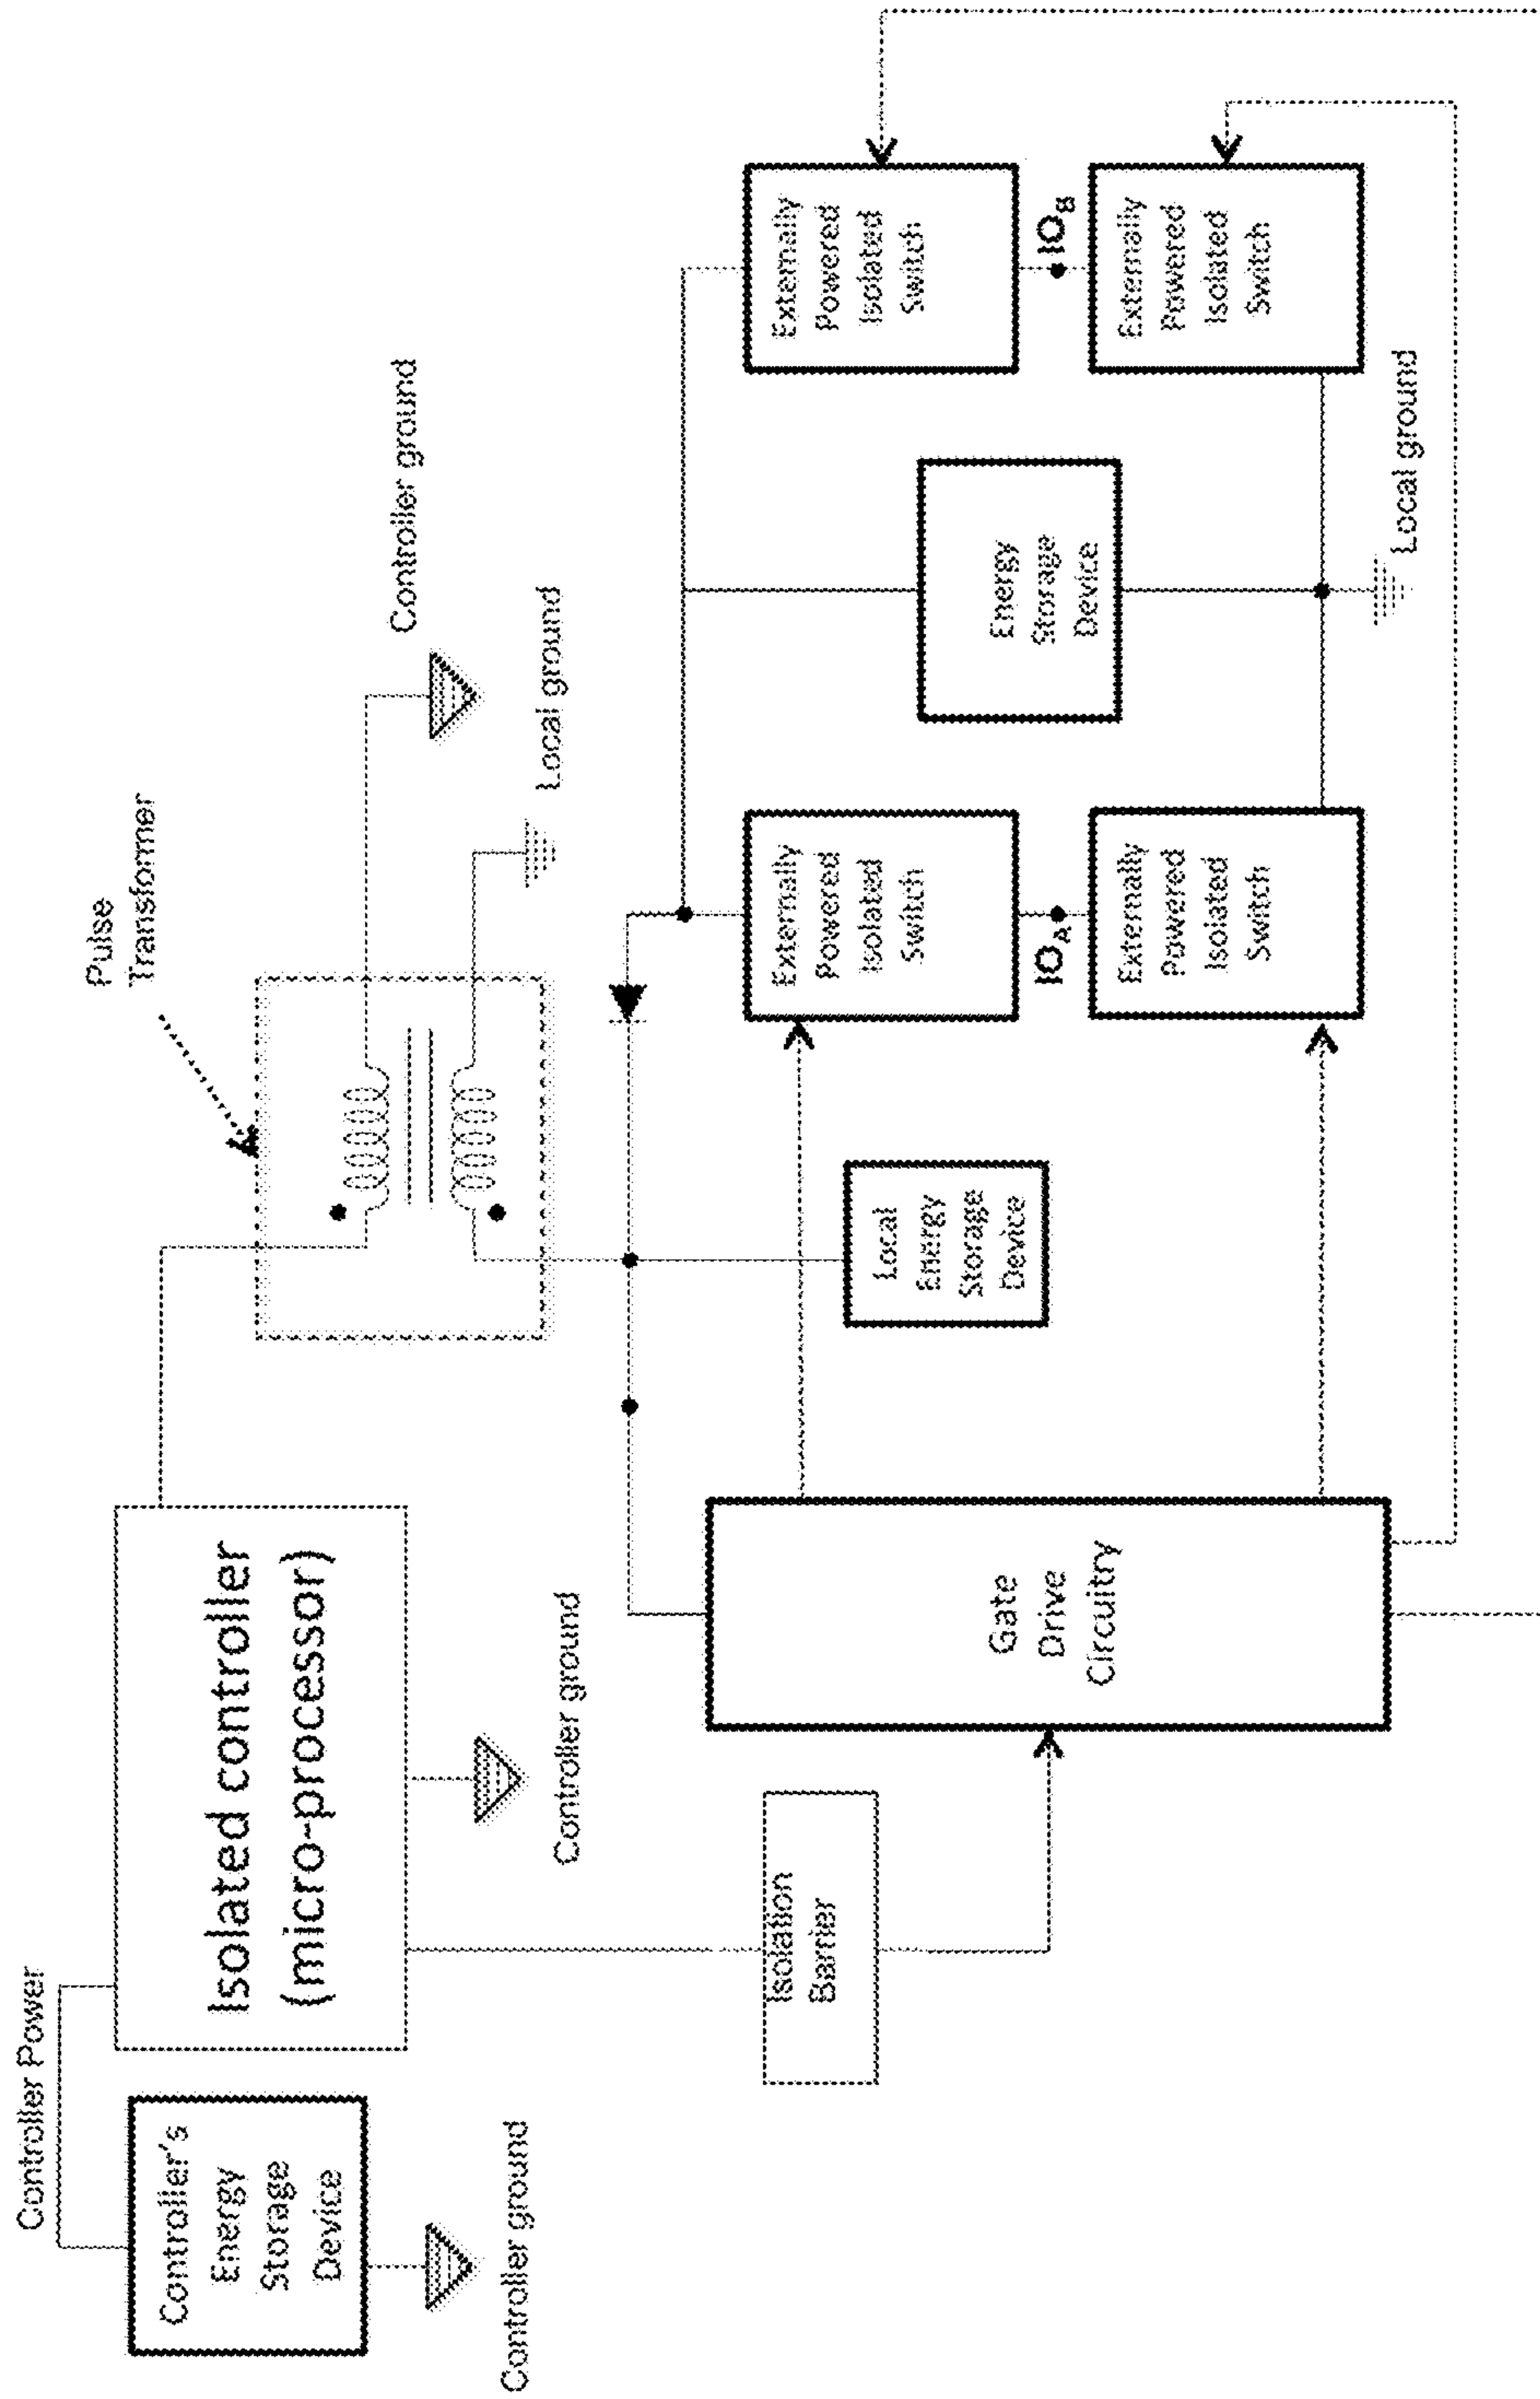 Controller Power
Controller's
Energy
Storage
Device
Controller ground
Isolated controller
(micro-processor)
Controller ground
Isolation
Barrier
Gate
Drive
Circuitry
Pulse
Transformer
Controller ground
Local ground
Local
Energy
Storage
Device
Externally
Powered
Isolated
Switch
IOA
Externally
Powered
Isolated
Switch
Energy
Storage
Device
Local ground
Externally
Powered
Isolated
Switch
IOB
Externally
Powered
Isolated
Switch